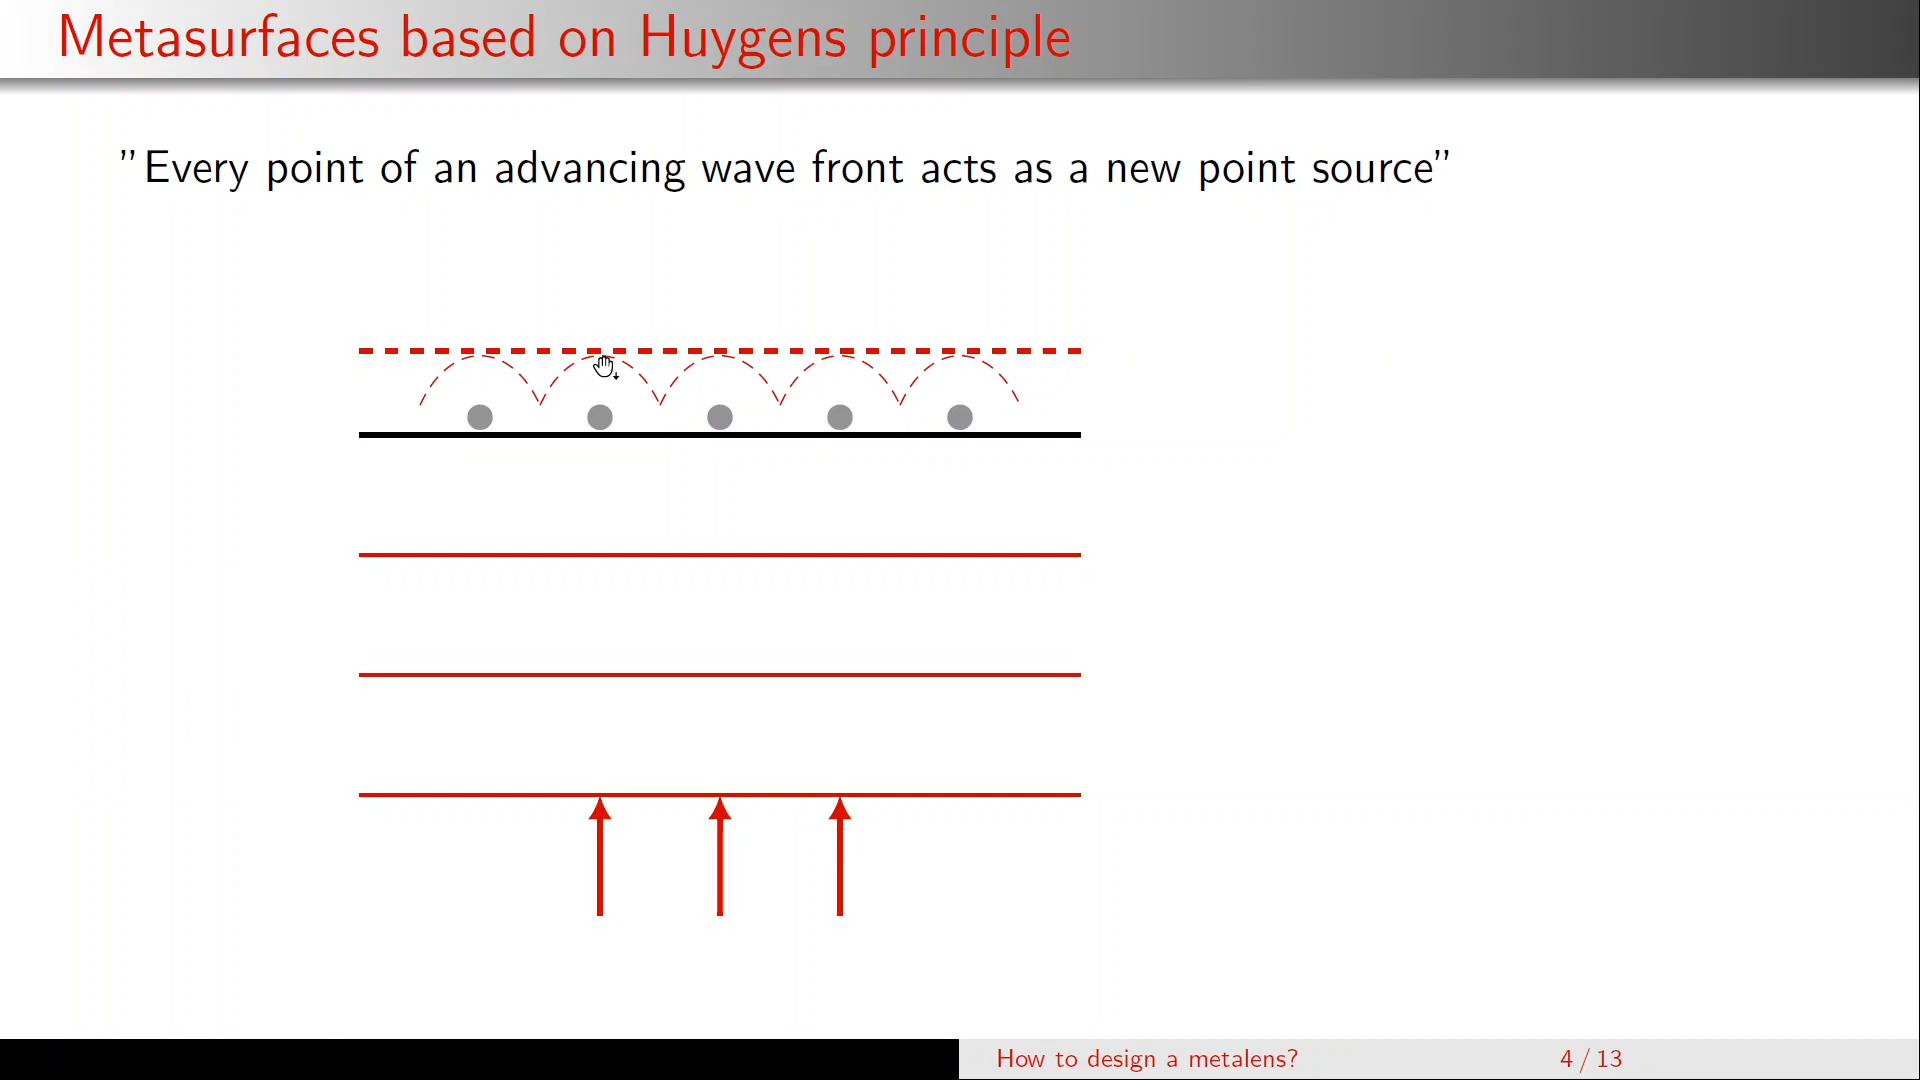 Metasurfaces based on Huygens principle
”Every point of an advancing wave front acts as a new point source”
How to design a metalens?
4 / 13